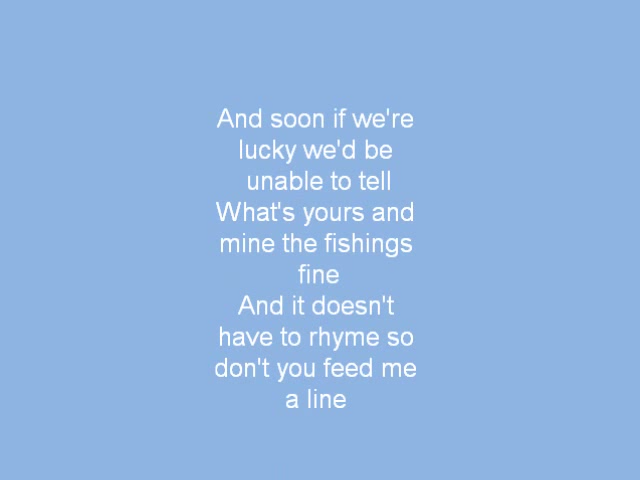 And soon if we're
lucky we'd be
unable to tell
What's yours and
mine the fishings
fine
And it doesn't
have to rhyme so
don't you feed me
a line